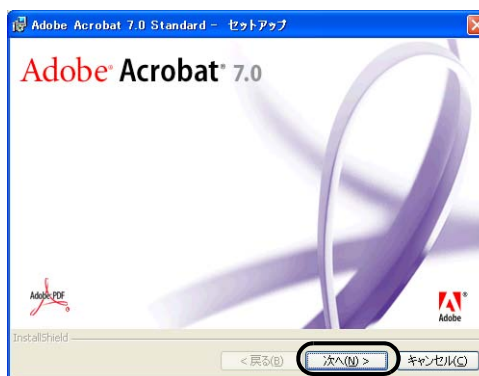 Adobe Acrobat 7.0 Standard - セットアップ
Adobe® Acrobat® 7.0
Adobe PDF
Adobe
InstallShield
< 戻る(B) 次へ(N) > キャンセル(C)